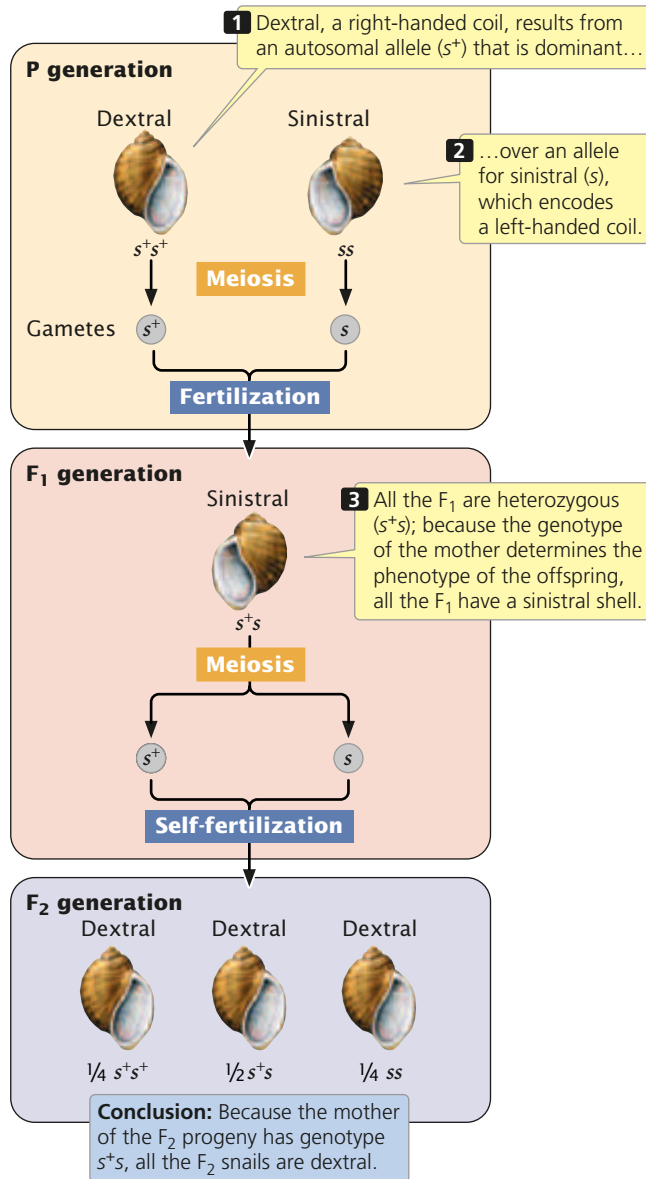 1 Dextral, a right-handed coil, results from
an autosomal allele (s⁺) that is dominant…
P generation
Dextral
Sinistral
2 …over an allele
for sinistral (s),
which encodes
a left-handed coil.
s⁺s⁺
ss
Meiosis
Gametes
s⁺
s
Fertilization
F₁ generation
Sinistral
3 All the F₁ are heterozygous
(s⁺s); because the genotype
of the mother determines the
phenotype of the offspring,
all the F₁ have a sinistral shell.
s⁺s
Meiosis
s⁺
s
Self-fertilization
F₂ generation
Dextral
Dextral
Dextral
¼ s⁺s⁺
½ s⁺s
¼ ss
Conclusion: Because the mother
of the F₂ progeny has genotype
s⁺s, all the F₂ snails are dextral.